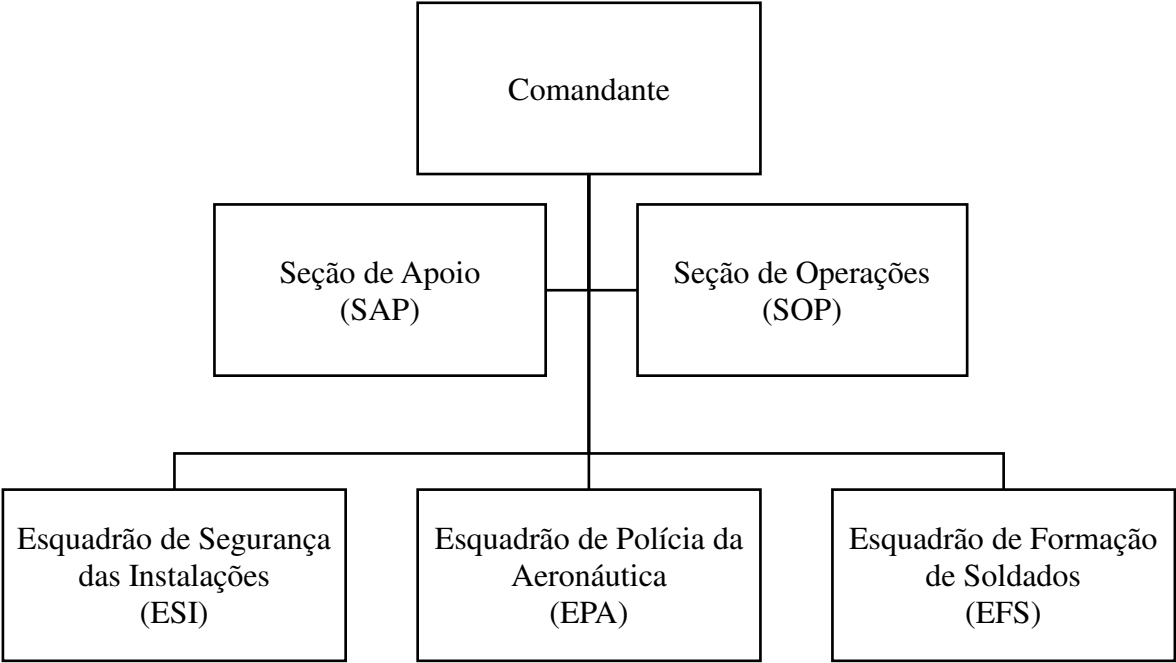 Comandante
Seção de Apoio
(SAP)
Seção de Operações
(SOP)
Esquadrão de Segurança
das Instalações
(ESI)
Esquadrão de Polícia da
Aeronáutica
(EPA)
Esquadrão de Formação
de Soldados
(EFS)